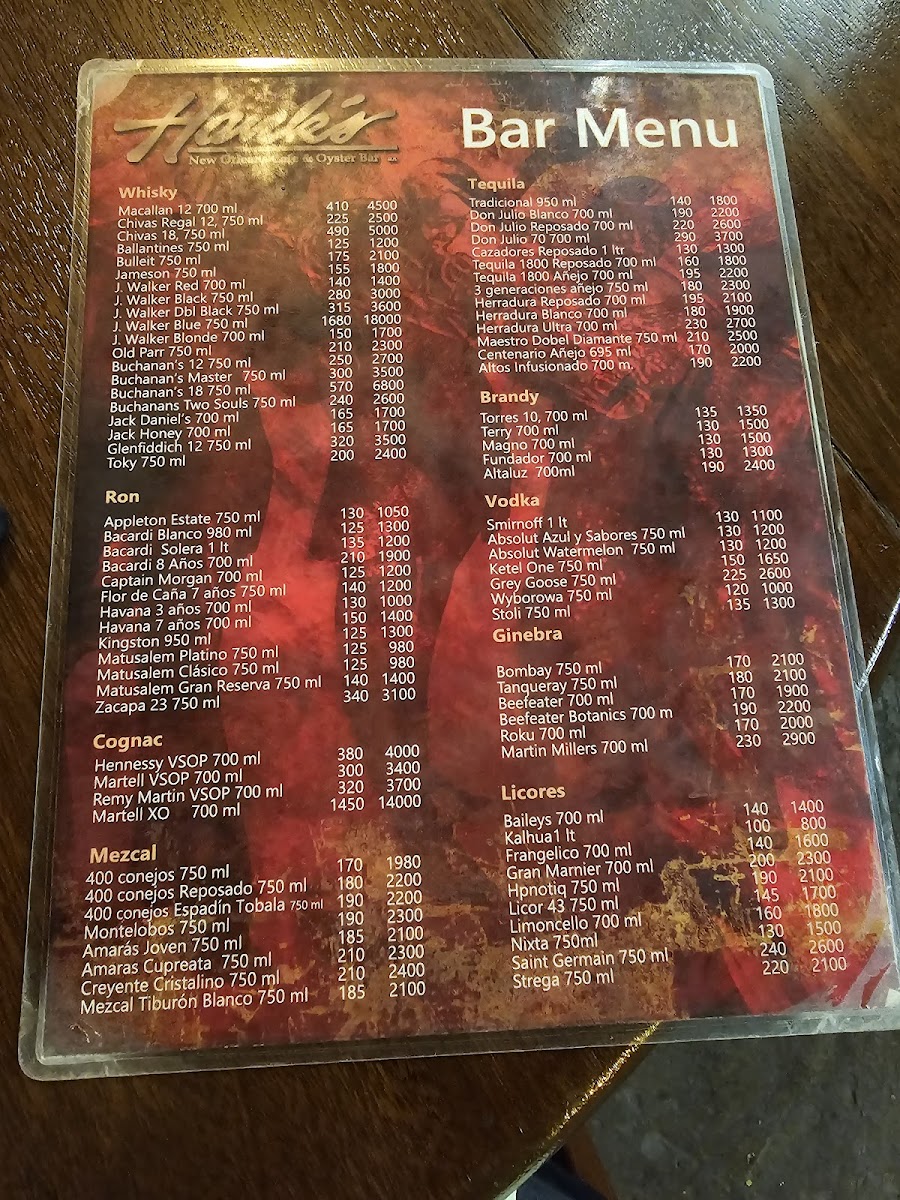 Hawk's
New Orleans Cafe & Oyster Bar
Bar Menu
Whisky
Macallan 12 700 ml 410 4500
Chivas Regal 12, 750 ml 225 2500
Chivas 18, 750 ml 490 5000
Ballantines 750 ml 125 1200
Bulleit 750 ml 175 2100
Jameson 750 ml 155 1800
J. Walker Red 700 ml 140 1400
J. Walker Black 750 ml 280 3000
J. Walker Dbl Black 750 ml 315 3600
J. Walker Blue 750 ml 1680 18000
J. Walker Blonde 700 ml 150 1700
Old Parr 750 ml 210 2300
Buchanan's 12 750 ml 250 2700
Buchanan's Master 750 ml 300 3500
Buchanan's 18 750 ml 570 6800
Buchanans Two Souls 750 ml 240 2600
Jack Daniel's 700 ml 165 1700
Jack Honey 700 ml 165 1700
Glenfiddich 12 750 ml 320 3500
Toky 750 ml 200 2400
Ron
Appleton Estate 750 ml 130 1050
Bacardi Blanco 980 ml 125 1300
Bacardi Solera 1 lt 135 1200
Bacardi 8 Años 700 ml 210 1900
Captain Morgan 700 ml 125 1200
Flor de Caña 7 años 750 ml 140 1200
Havana 3 años 700 ml 130 1000
Havana 7 años 700 ml 150 1400
Kingston 950 ml 125 1300
Matusalem Platino 750 ml 125 980
Matusalem Clásico 750 ml 125 980
Matusalem Gran Reserva 750 ml 140 1400
Zacapa 23 750 ml 340 3100
Cognac
Hennessy VSOP 700 ml 380 4000
Martell VSOP 700 ml 300 3400
Remy Martin VSOP 700 ml 320 3700
Martell XO 700 ml 1450 14000
Mezcal
400 conejos 750 ml 170 1980
400 conejos Reposado 750 ml 180 2200
400 conejos Espadín Tobala 750 ml 190 2200
Montelobos 750 ml 190 2300
Amarás Joven 750 ml 185 2100
Amaras Cupreata 750 ml 210 2300
Creyente Cristalino 750 ml 210 2400
Mezcal Tiburón Blanco 750 ml 185 2100
Tequila
Tradicional 950 ml 140 1800
Don Julio Blanco 700 ml 190 2200
Don Julio Reposado 700 ml 220 2600
Don Julio 70 700 ml 290 3700
Cazadores Reposado 1 ltr 130 1300
Tequila 1800 Reposado 700 ml 160 1800
Tequila 1800 Añejo 700 ml 195 2200
3 generaciones añejo 750 ml 180 2300
Herradura Reposado 700 ml 195 2100
Herradura Blanco 700 ml 180 1900
Herradura Ultra 700 ml 230 2700
Maestro Dobel Diamante 750 ml 210 2500
Centenario Añejo 695 ml 170 2000
Altos Infusionado 700 m. 190 2200
Brandy
Torres 10, 700 ml 135 1350
Terry 700 ml 130 1500
Magno 700 ml 130 1500
Fundador 700 ml 130 1300
Altaluz 700ml 190 2400
Vodka
Smirnoff 1 lt 130 1100
Absolut Azul y Sabores 750 ml 130 1200
Absolut Watermelon 750 ml 130 1200
Ketel One 750 ml 150 1650
Grey Goose 750 ml 225 2600
Wyborowa 750 ml 120 1000
Stoli 750 ml 135 1300
Ginebra
Bombay 750 ml 170 2100
Tanqueray 750 ml 180 2100
Beefeater 700 ml 170 1900
Beefeater Botanics 700 m 190 2200
Roku 700 ml 170 2000
Martin Millers 700 ml 230 2900
Licores
Baileys 700 ml 140 1400
Kalhua1 lt 100 800
Frangelico 700 ml 140 1600
Gran Marnier 700 ml 200 2300
Hpnotiq 750 ml 190 2100
Licor 43 750 ml 145 1700
Limoncello 700 ml 160 1800
Nixta 750ml 130 1500
Saint Germain 750 ml 240 2600
Strega 750 ml 220 2100